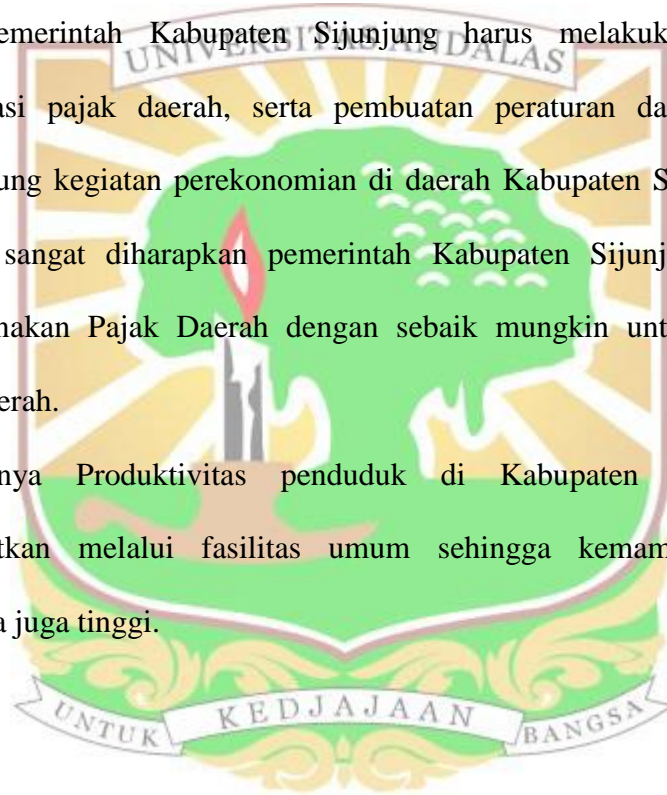 emerintah Kabupaten Sijunjung harus melakuk
UNIVERSITAS ANDALAS
asi pajak daerah, serta pembuatan peraturan da
ung kegiatan perekonomian di daerah Kabupaten S
sangat diharapkan pemerintah Kabupaten Sijunj
nakan Pajak Daerah dengan sebaik mungkin unt
erah.
nya Produktivitas penduduk di Kabupaten
tkan melalui fasilitas umum sehingga kemam
a juga tinggi.
UNTUK KEDJAJAAN BANGSA